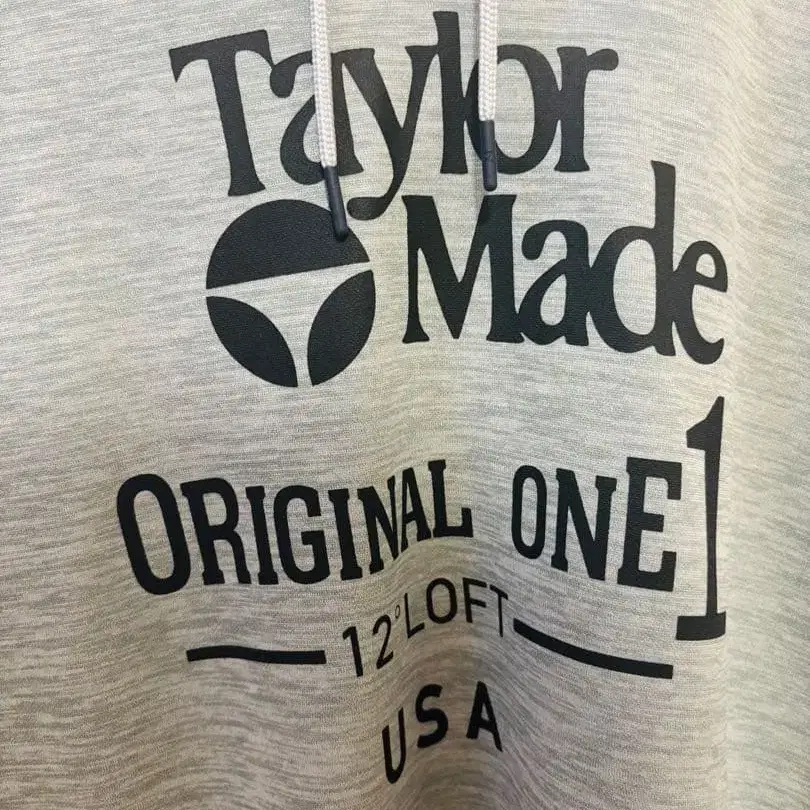 Taylor
Made
ORIGINAL ONE 1
12° LOFT
USA